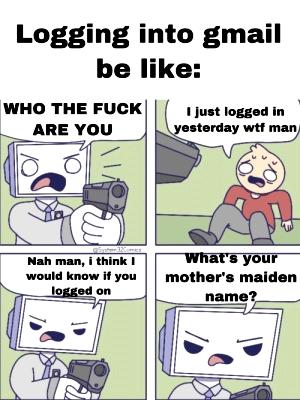 Logging into gmail
be like:
WHO THE FUCK
ARE YOU
I just logged in
yesterday wtf man
@System32Comics
Nah man, i think I
would know if you
logged on
What's your
mother's maiden
name?